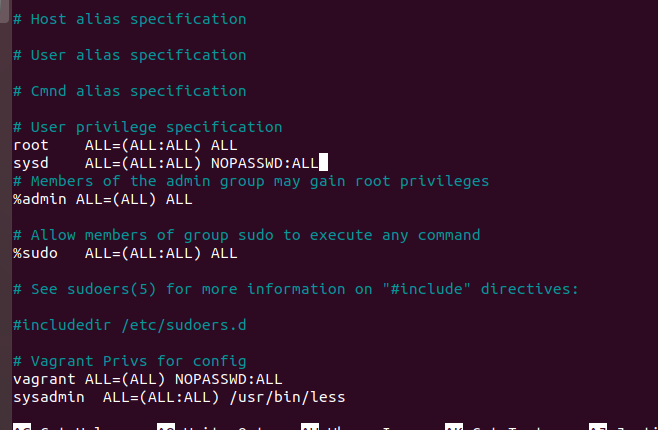 # Host alias specification
# User alias specification
# Cmnd alias specification
# User privilege specification
root    ALL=(ALL:ALL) ALL
sysd    ALL=(ALL:ALL) NOPASSWD:ALL
# Members of the admin group may gain root privileges
%admin ALL=(ALL) ALL
# Allow members of group sudo to execute any command
%sudo   ALL=(ALL:ALL) ALL
# See sudoers(5) for more information on "#include" directives:
#includedir /etc/sudoers.d
# Vagrant Privs for config
vagrant ALL=(ALL) NOPASSWD:ALL
sysadmin  ALL=(ALL:ALL) /usr/bin/less